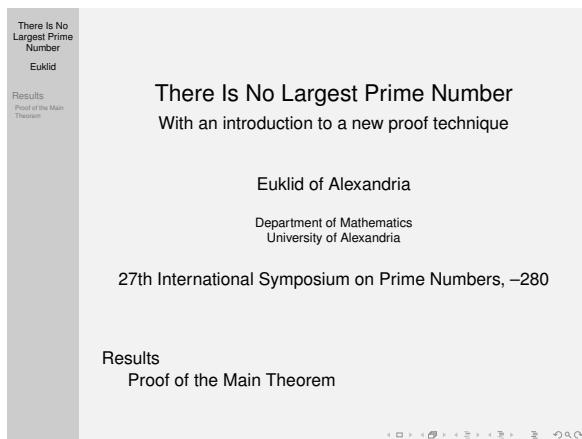 There Is No
Largest Prime
Number
Euklid
Results
Proof of the Main
Theorem
There Is No Largest Prime Number
With an introduction to a new proof technique
Euklid of Alexandria
Department of Mathematics
University of Alexandria
27th International Symposium on Prime Numbers, –280
Results
Proof of the Main Theorem